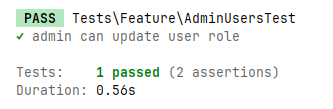 PASS Tests\Feature\AdminUsersTest
✓ admin can update user role
Tests: 1 passed (2 assertions)
Duration: 0.56s